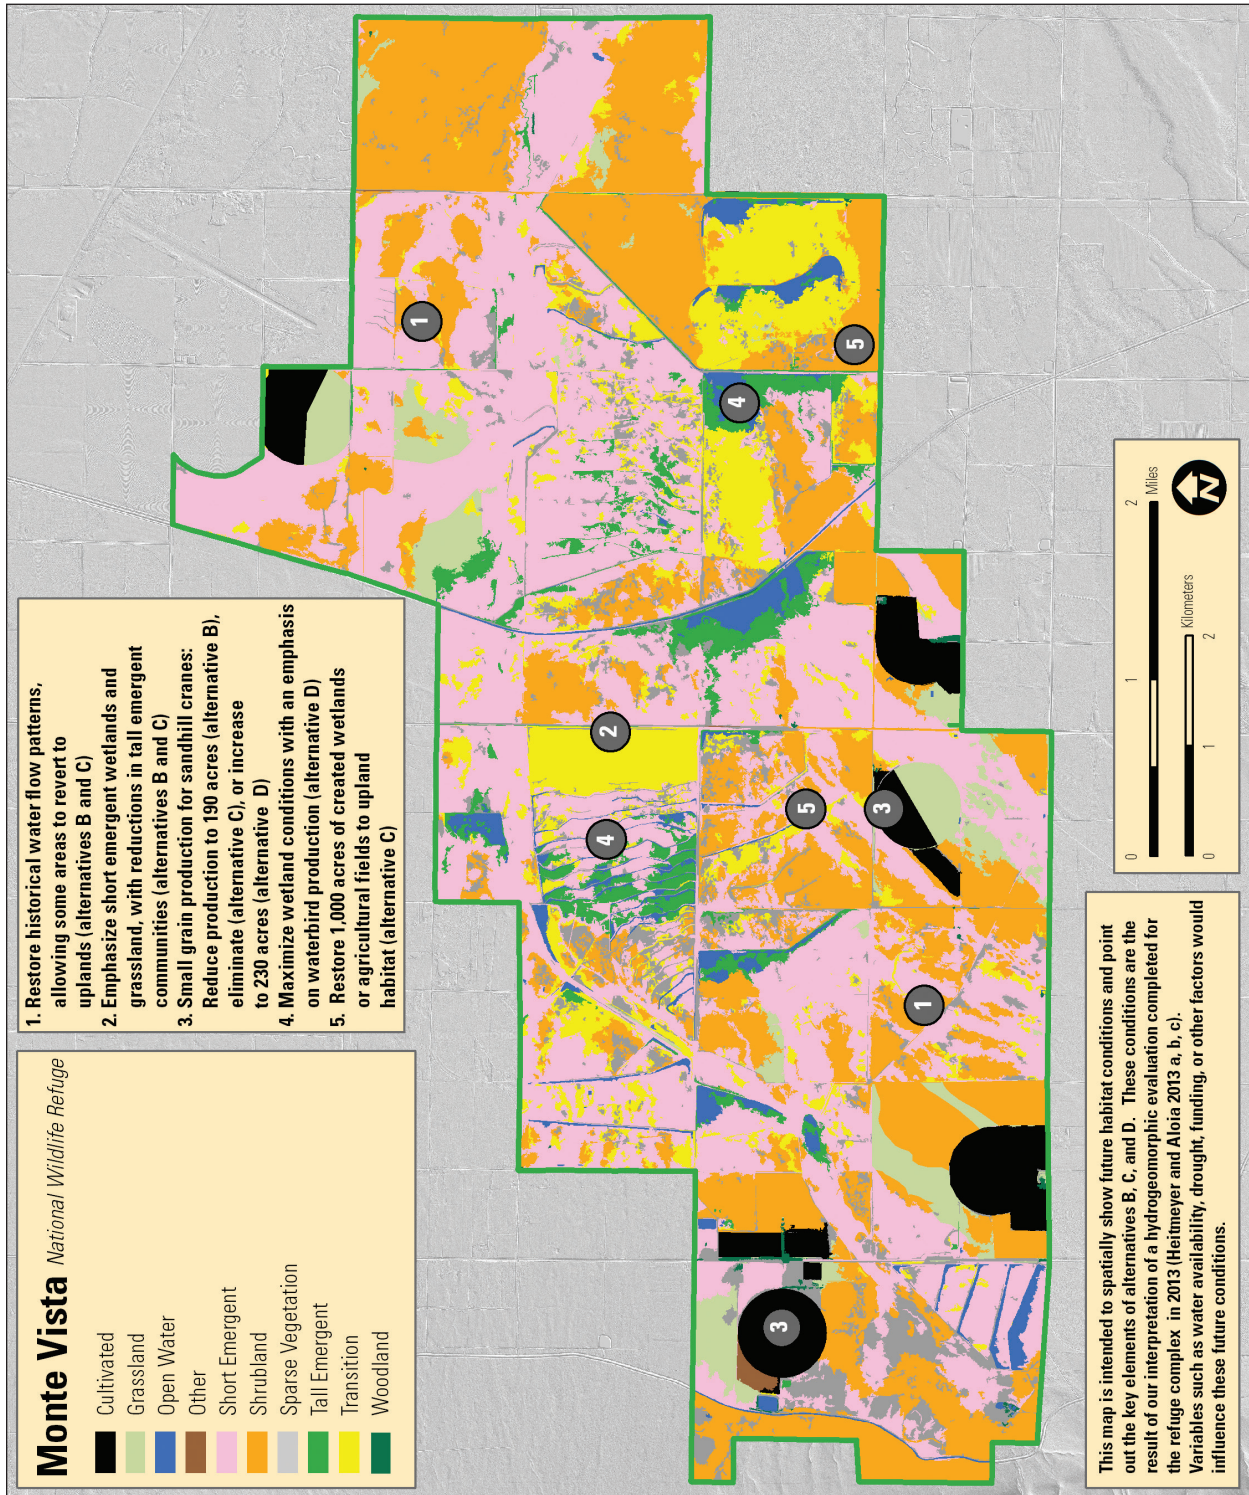 Monte Vista National Wildlife Refuge
Cultivated
Grassland
Open Water
Other
Short Emergent
Shrubland
Sparse Vegetation
Tall Emergent
Transition
Woodland
1. Restore historical water flow patterns,
allowing some areas to revert to
uplands (alternatives B and C)
2. Emphasize short emergent wetlands and
grassland, with reductions in tall emergent
communities (alternatives B and C)
3. Small grain production for sandhill cranes:
Reduce production to 190 acres (alternative B),
eliminate (alternative C), or increase
to 230 acres (alternative D)
4. Maximize wetland conditions with an emphasis
on waterbird production (alternative D)
5. Restore 1,000 acres of created wetlands
or agricultural fields to upland
habitat (alternative C)
1
2
4
4
5
5
3
1
3
This map is intended to spatially show future habitat conditions and point
out the key elements of alternatives B, C, and D. These conditions are the
result of our interpretation of a hydrogeomorphic evaluation completed for
the refuge complex in 2013 (Heitmeyer and Aloia 2013 a, b, c).
Variables such as water availability, drought, funding, or other factors would
influence these future conditions.
0 1 2
Miles
Kilometers
0 1 2
N